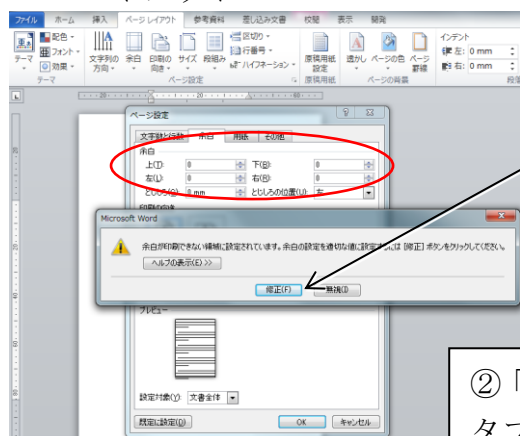 ファイル ホーム 挿入 ページ レイアウト 参考資料 差し込み文書 校閲 表示 開発
テーマ 配色 フォント 効果 文字列の方向 余白 印刷の向き サイズ 段組み 区切り 行番号 ハイフネーション 原稿用紙設定 透かし ページの色 ページ罫線 インデント 左: 0 mm 右: 0 mm
テーマ ページ設定 原稿用紙 ページの背景 段落
ページ設定
文字数と行数 余白 用紙 その他
余白
上(T): 0 下(B): 0
左(L): 0 右(R): 0
とじしろ(G): 0 mm とじしろの位置(U): 左
印刷の向き
Microsoft Word
余白が印刷できない領域に設定されています。余白の設定を適切な値に設定するには [修正] ボタンをクリックしてください。
ヘルプの表示(E) >>
修正(F) 無視(I)
プレビュー
設定対象(Y): 文書全体
既定に設定(D) OK キャンセル
②「